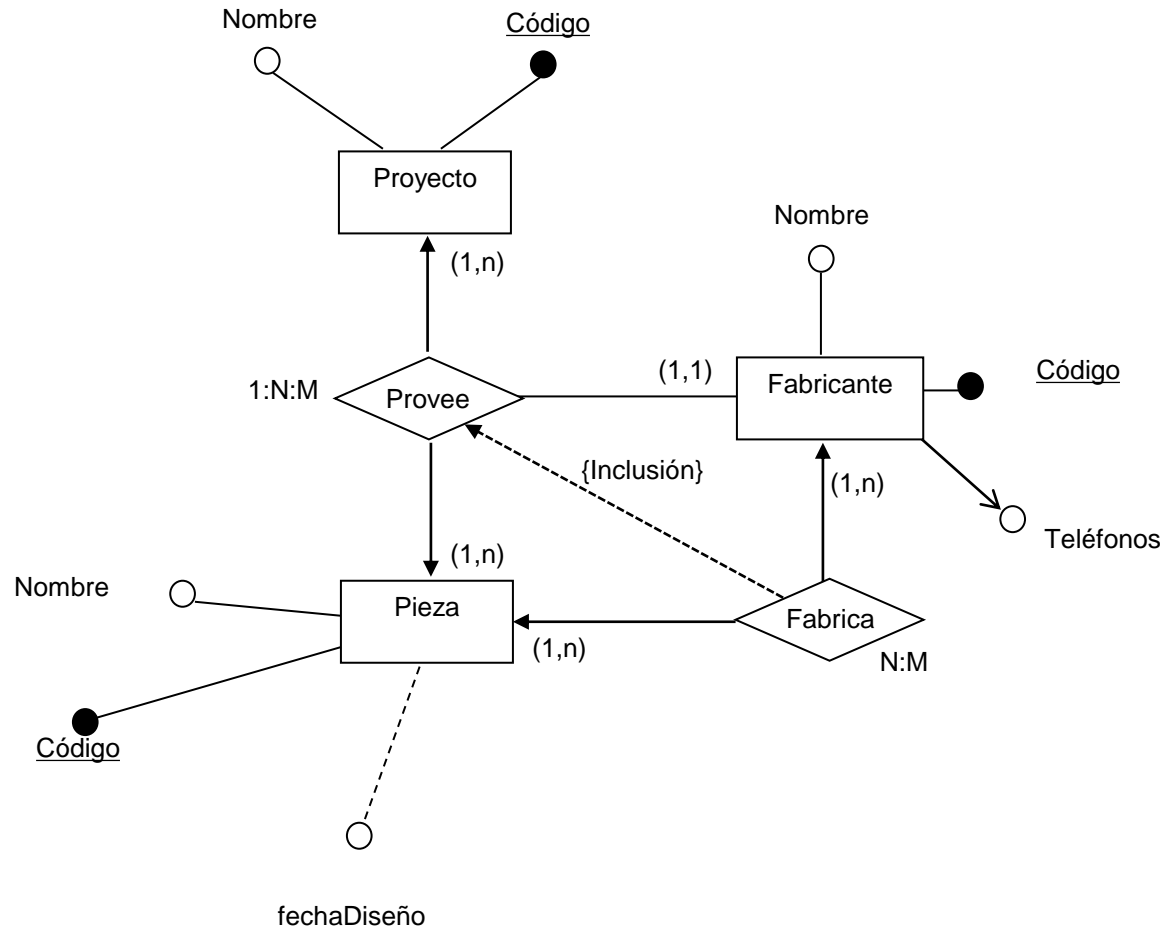 Nombre
Código
Proyecto
Nombre
(1,n)
1:N:M
Provee
(1,1)
Fabricante
Código
{Inclusión}
(1,n)
Teléfonos
(1,n)
Nombre
Pieza
Fabrica
(1,n)
N:M
Código
fechaDiseño